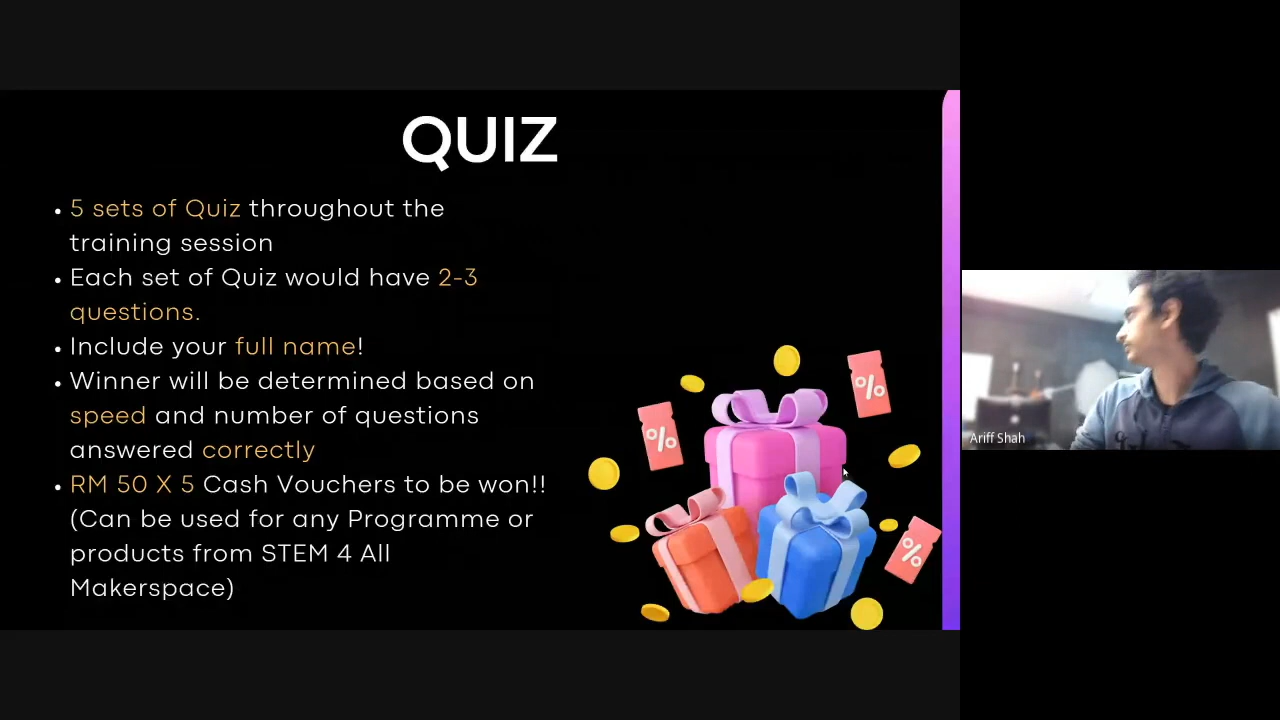 QUIZ
• 5 sets of Quiz throughout the
training session
• Each set of Quiz would have 2-3
questions.
• Include your full name!
• Winner will be determined based on
speed and number of questions
answered correctly
• RM 50 X 5 Cash Vouchers to be won!!
(Can be used for any Programme or
products from STEM 4 All
Makerspace)
%
%
%
Ariff Shah